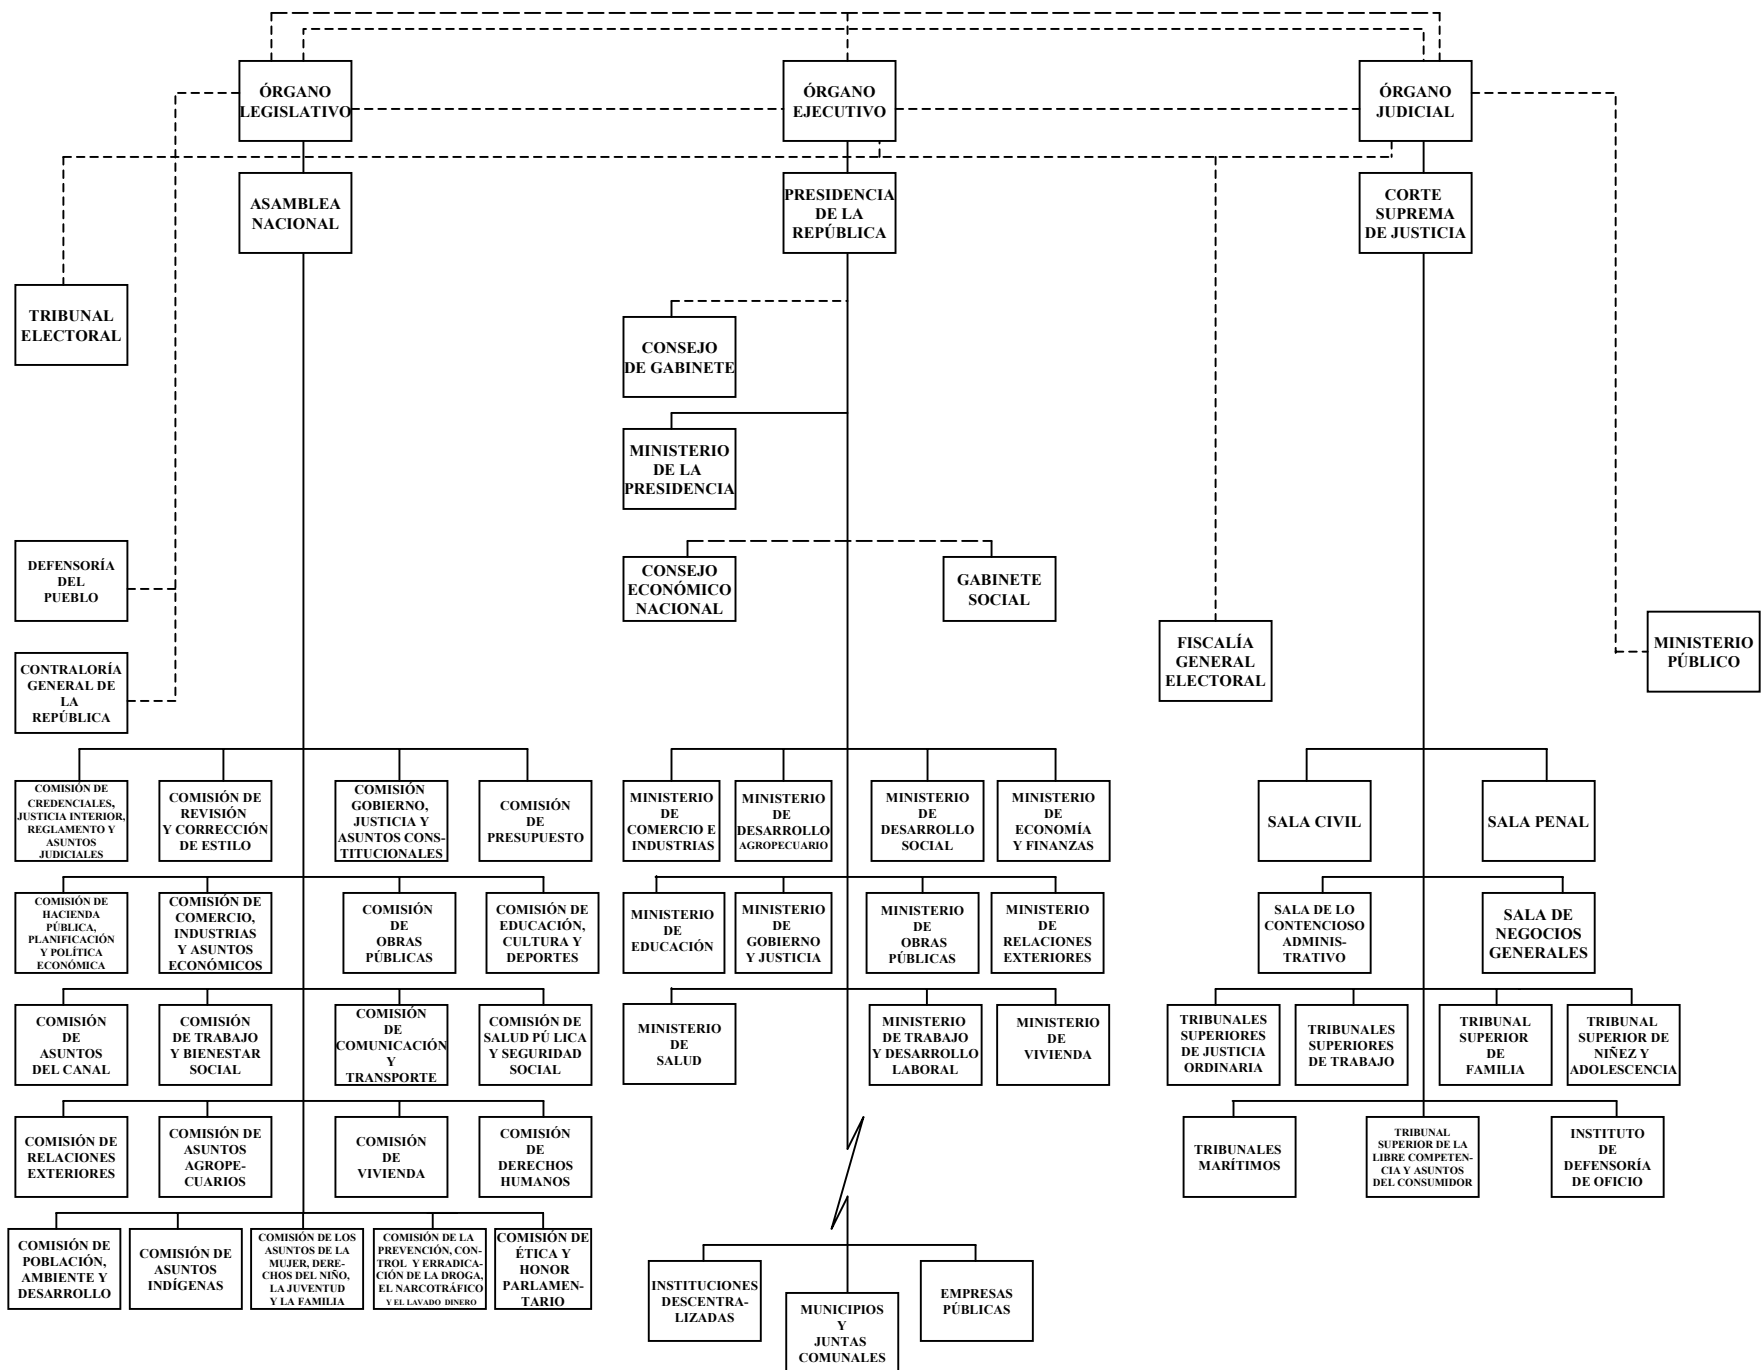 ÓRGANO
LEGISLATIVO
ÓRGANO
EJECUTIVO
ÓRGANO
JUDICIAL
ASAMBLEA
NACIONAL
PRESIDENCIA
DE LA
REPÚBLICA
CORTE
SUPREMA
DE JUSTICIA
TRIBUNAL
ELECTORAL
CONSEJO
DE GABINETE
MINISTERIO
DE LA
PRESIDENCIA
DEFENSORÍA
DEL
PUEBLO
CONSEJO
ECONÓMICO
NACIONAL
GABINETE
SOCIAL
FISCALÍA
GENERAL
ELECTORAL
MINISTERIO
PÚBLICO
CONTRALORÍA
GENERAL DE
LA
REPÚBLICA
COMISIÓN DE
CREDENCIALES,
JUSTICIA INTERIOR,
REGLAMENTO Y
ASUNTOS
JUDICIALES
COMISIÓN DE
REVISIÓN
Y CORRECCIÓN
DE ESTILO
COMISIÓN
GOBIERNO,
JUSTICIA Y
ASUNTOS CONS-
TITUCIONALES
COMISIÓN
DE
PRESUPUESTO
MINISTERIO
DE
COMERCIO E
INDUSTRIAS
MINISTERIO
DE
DESARROLLO
AGROPECUARIO
MINISTERIO
DE
DESARROLLO
SOCIAL
MINISTERIO
DE
ECONOMÍA
Y FINANZAS
SALA CIVIL
SALA PENAL
COMISIÓN DE
HACIENDA
PÚBLICA,
PLANIFICACIÓN
Y POLÍTICA
ECONÓMICA
COMISIÓN DE
COMERCIO,
INDUSTRIAS
Y ASUNTOS
ECONÓMICOS
COMISIÓN
DE
OBRAS
PÚBLICAS
COMISIÓN DE
EDUCACIÓN,
CULTURA Y
DEPORTES
MINISTERIO
DE
EDUCACIÓN
MINISTERIO
DE
GOBIERNO
Y JUSTICIA
MINISTERIO
DE
OBRAS
PÚBLICAS
MINISTERIO
DE
RELACIONES
EXTERIORES
SALA DE LO
CONTENCIOSO
ADMINIS-
TRATIVO
SALA DE
NEGOCIOS
GENERALES
COMISIÓN
DE
ASUNTOS
DEL CANAL
COMISIÓN
DE TRABAJO
Y BIENESTAR
SOCIAL
COMISIÓN
DE
COMUNICACIÓN
Y
TRANSPORTE
COMISIÓN DE
SALUD PÚ LICA
Y SEGURIDAD
SOCIAL
MINISTERIO
DE
SALUD
MINISTERIO
DE TRABAJO
Y DESARROLLO
LABORAL
MINISTERIO
DE
VIVIENDA
TRIBUNALES
SUPERIORES
DE JUSTICIA
ORDINARIA
TRIBUNALES
SUPERIORES
DE TRABAJO
TRIBUNAL
SUPERIOR
DE
FAMILIA
TRIBUNAL
SUPERIOR DE
NIÑEZ Y
ADOLESCENCIA
COMISIÓN DE
RELACIONES
EXTERIORES
COMISIÓN DE
ASUNTOS
AGROPE-
CUARIOS
COMISIÓN
DE
VIVIENDA
COMISIÓN
DE
DERECHOS
HUMANOS
TRIBUNALES
MARÍTIMOS
TRIBUNAL
SUPERIOR DE LA
LIBRE COMPETEN-
CIA Y ASUNTOS
DEL CONSUMIDOR
INSTITUTO
DE
DEFENSORÍA
DE OFICIO
COMISIÓN DE
POBLACIÓN,
AMBIENTE Y
DESARROLLO
COMISIÓN DE
ASUNTOS
INDÍGENAS
COMISIÓN DE LOS
ASUNTOS DE LA
MUJER, DERE-
CHOS DEL NIÑO,
LA JUVENTUD
Y LA FAMILIA
COMISIÓN DE LA
PREVENCIÓN, CON-
TROL Y ERRADICA-
CIÓN DE LA DROGA,
EL NARCOTRÁFICO
Y EL LAVADO DINERO
COMISIÓN DE
ÉTICA Y
HONOR
PARLAMEN-
TARIO
INSTITUCIONES
DESCENTRA-
LIZADAS
MUNICIPIOS
Y
JUNTAS
COMUNALES
EMPRESAS
PÚBLICAS